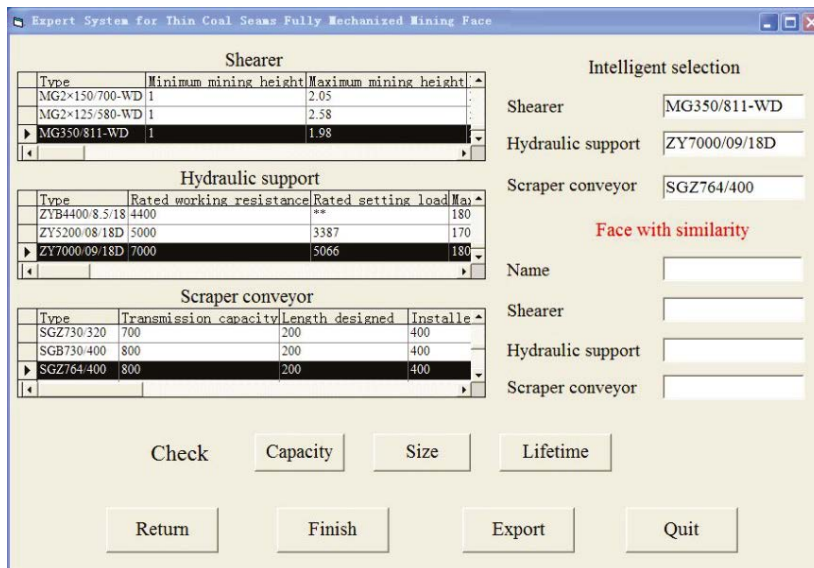 Expert System for Thin Coal Seams Fully Mechanized Mining Face
Shearer
Type Minimum mining height Maximum mining height
MG2×150/700-WD 1 2.05
MG2×125/580-WD 1 2.58
MG350/811-WD 1 1.98
Hydraulic support
Type Rated working resistance Rated setting load Max
ZYB4400/8.5/18 4400 ** 180
ZY5200/08/18D 5000 3387 170
ZY7000/09/18D 7000 5066 180
Scraper conveyor
Type Transmission capacity Length designed Installe
SGZ730/320 700 200 400
SGB730/400 800 200 400
SGZ764/400 800 200 400
Intelligent selection
Shearer MG350/811-WD
Hydraulic support ZY7000/09/18D
Scraper conveyor SGZ764/400
Face with similarity
Name
Shearer
Hydraulic support
Scraper conveyor
Check Capacity Size Lifetime
Return Finish Export Quit